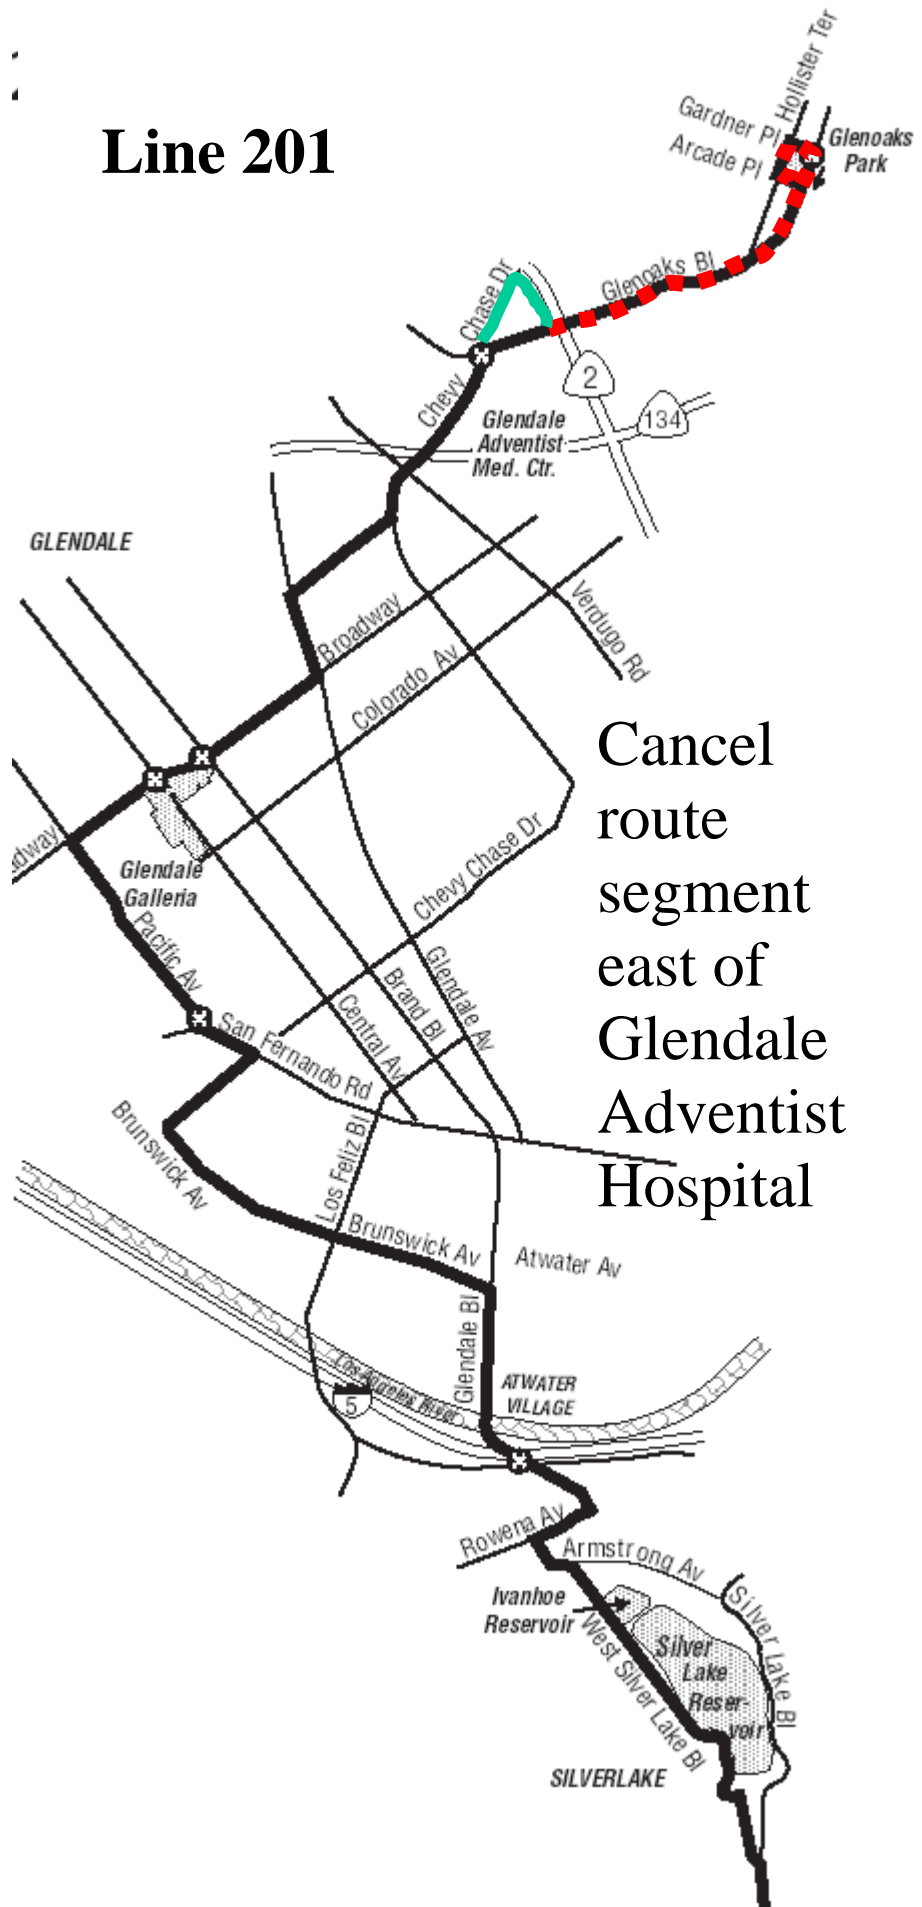 Line 201
Hollister Ter
Gardner Pl
Arcade Pl
Glenoaks
Park
Glenoaks Bl
Chase Dr
Chevy
2
134
Glendale
Adventist
Med. Ctr.
GLENDALE
Broadway
Colorado Av
Verdugo Rd
Cancel
route
segment
east of
Glendale
Adventist
Hospital
adway
Glendale
Galleria
Chevy Chase Dr
Pacific Av
Glendale Av
Brand Bl
Central Av
San Fernando Rd
Brunswick Av
Los Feliz Bl
Brunswick Av
Atwater Av
Glendale Bl
Los Angeles River
5
ATWATER
VILLAGE
Rowena Av
Armstrong Av
Ivanhoe
Reservoir
Silver Lake Bl
West Silver Lake Bl
Silver
Lake
Reser-
voir
SILVERLAKE